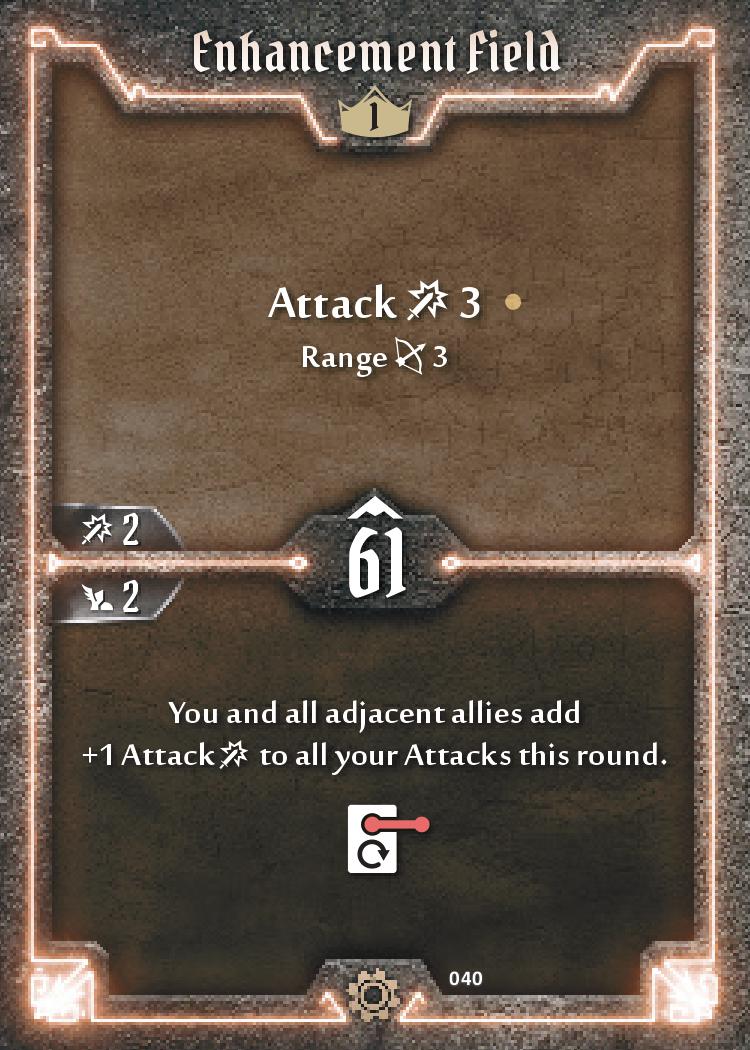 Enhancement Field
1
Attack 3
Range 3
2
61
2
You and all adjacent allies add
+1 Attack to all your Attacks this round.
040